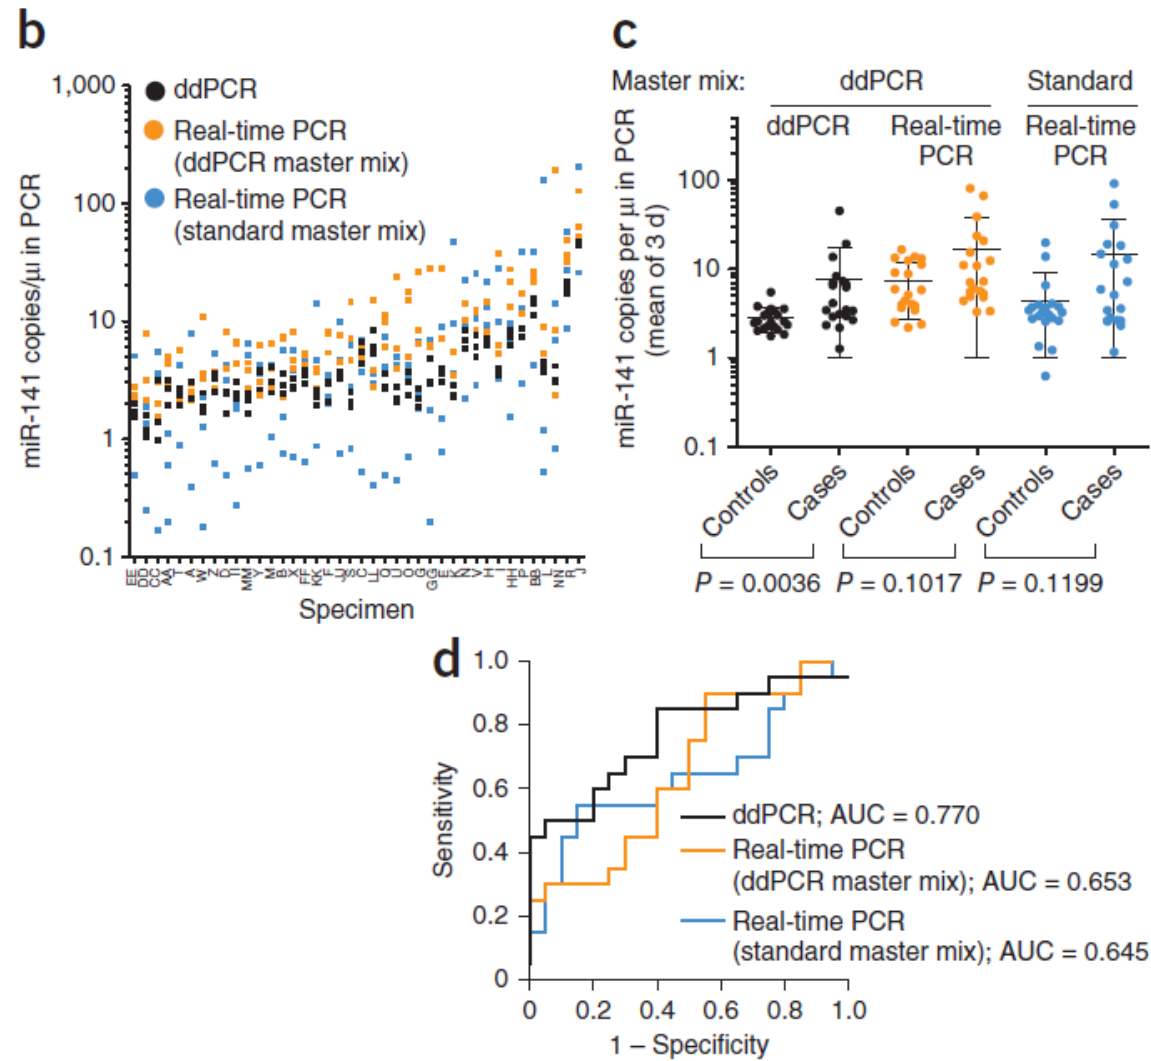 b
1,000
100
10
1
0.1
miR-141 copies/μl in PCR
ddPCR
Real-time PCR
(ddPCR master mix)
Real-time PCR
(standard master mix)
Specimen
c
Master mix: ddPCR Standard
ddPCR Real-time PCR Real-time PCR
miR-141 copies per μl in PCR
(mean of 3 d)
100
10
1
0.1
Controls Cases Controls Cases Controls Cases
P = 0.0036 P = 0.1017 P = 0.1199
d
1.0
0.8
0.6
0.4
0.2
0
Sensitivity
ddPCR; AUC = 0.770
Real-time PCR
(ddPCR master mix); AUC = 0.653
Real-time PCR
(standard master mix); AUC = 0.645
0 0.2 0.4 0.6 0.8 1.0
1 – Specificity